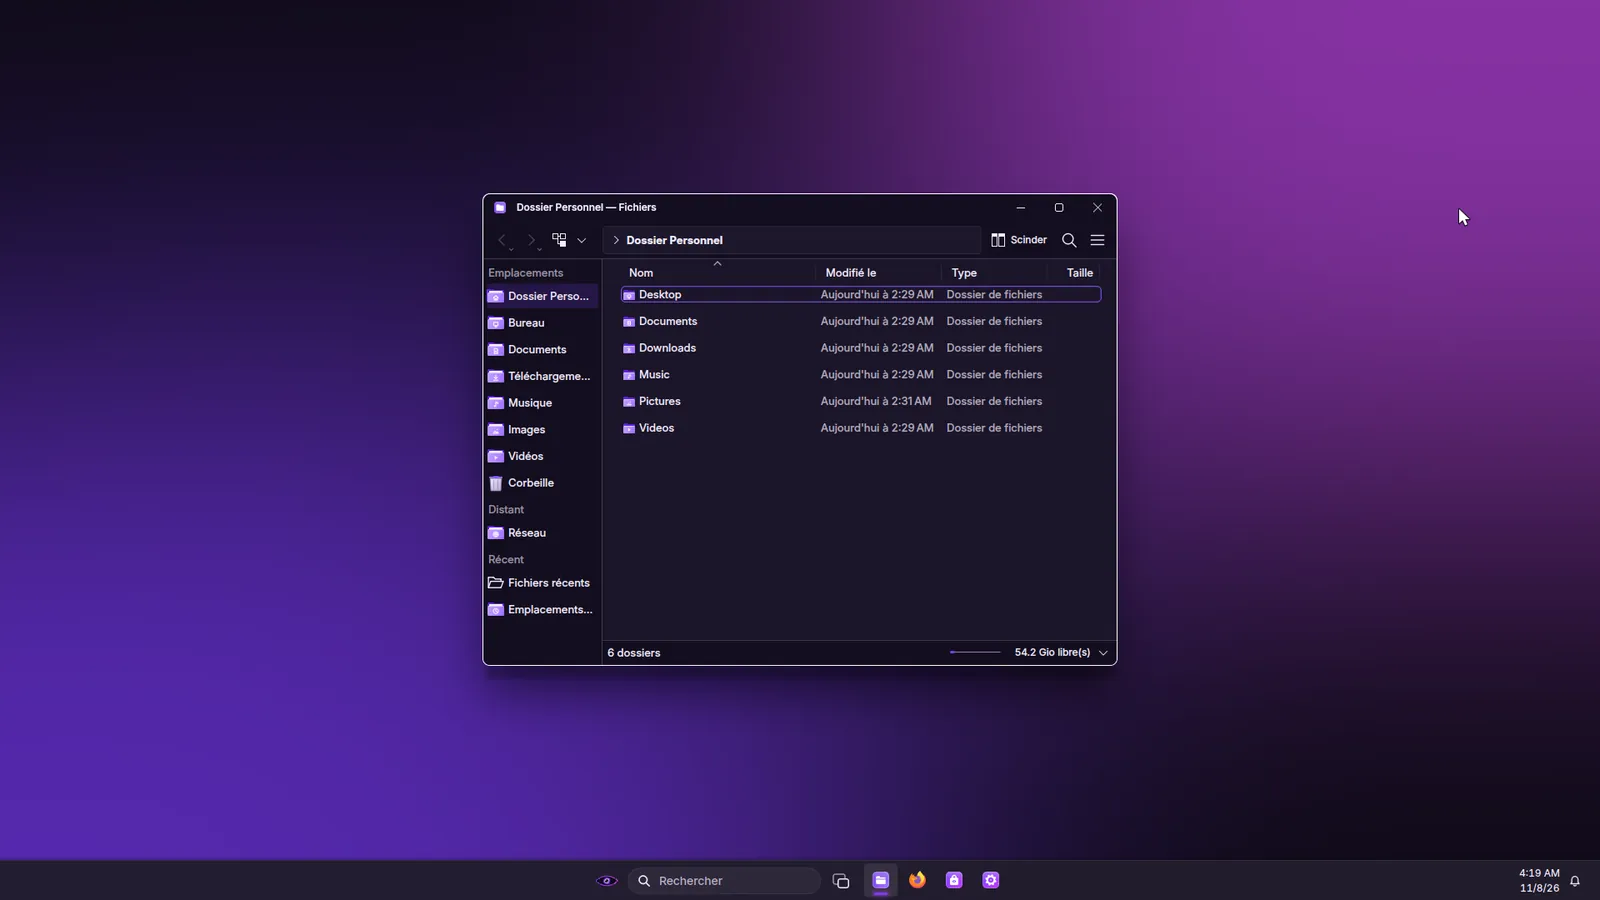 Dossier Personnel — Fichiers
Dossier Personnel
Scinder
Emplacements
Dossier Perso...
Bureau
Documents
Téléchargeme...
Musique
Images
Vidéos
Corbeille
Distant
Réseau
Récent
Fichiers récents
Emplacements...
Nom Modifié le Type Taille
Desktop Aujourd'hui à 2:29 AM Dossier de fichiers
Documents Aujourd'hui à 2:29 AM Dossier de fichiers
Downloads Aujourd'hui à 2:29 AM Dossier de fichiers
Music Aujourd'hui à 2:29 AM Dossier de fichiers
Pictures Aujourd'hui à 2:31 AM Dossier de fichiers
Videos Aujourd'hui à 2:29 AM Dossier de fichiers
6 dossiers
54.2 Gio libre(s)
Rechercher
4:19 AM
11/8/26